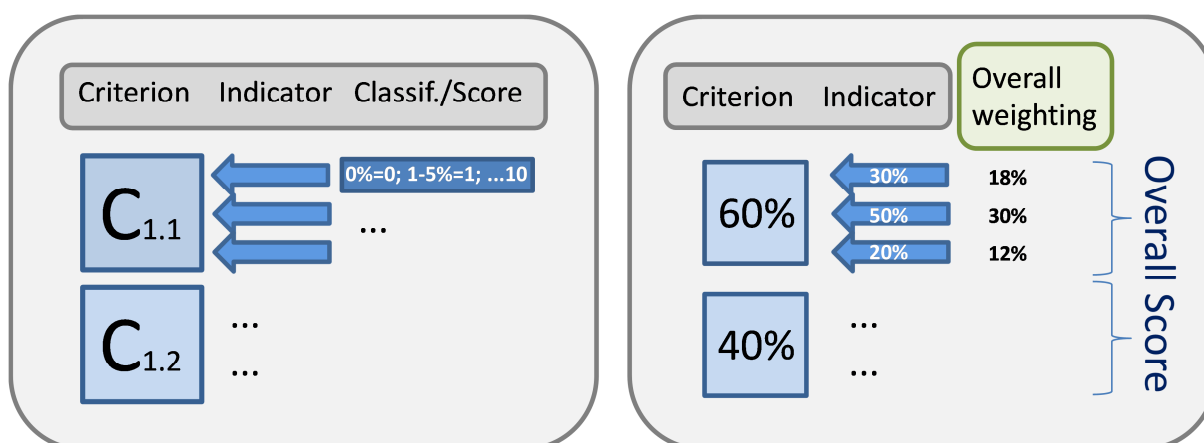 Criterion Indicator Classif./Score
C1.1
0%=0; 1-5%=1; ...10
...
C1.2
...
...
Criterion Indicator
Overall
weighting
60%
30% 18%
50% 30%
20% 12%
40%
...
...
Overall Score